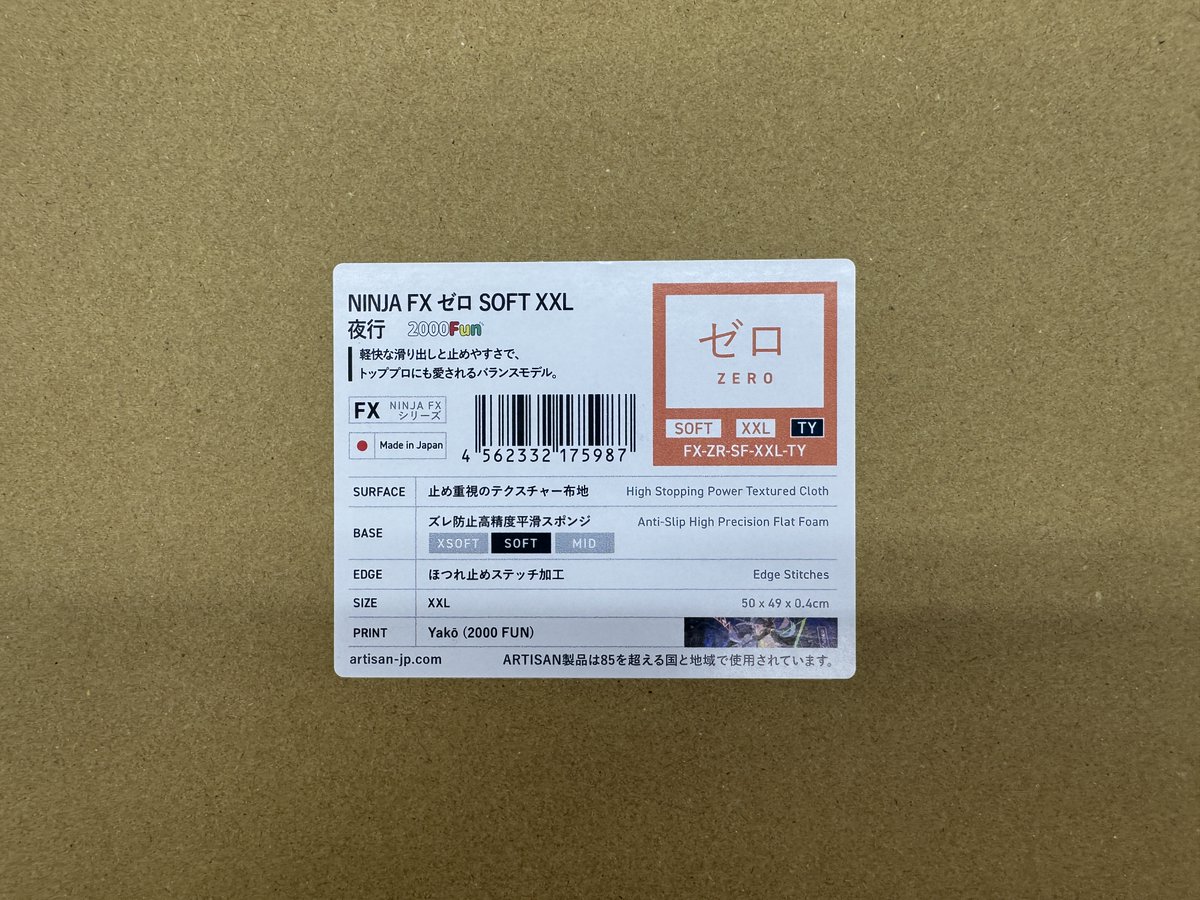 NINJA FX ゼロ SOFT XXL
夜行 2000Fun
軽快な滑り出しと止めやすさで、
トッププロにも愛されるバランスモデル。
FX NINJA FX
シリーズ
Made in Japan
4 562332 175987
ゼロ
ZERO
SOFT XXL TY
FX-ZR-SF-XXL-TY
SURFACE 止め重視のテクスチャー布地 High Stopping Power Textured Cloth
BASE ズレ防止高精度平滑スポンジ Anti-Slip High Precision Flat Foam
XSOFT SOFT MID
EDGE ほつれ止めステッチ加工 Edge Stitches
SIZE XXL 50 x 49 x 0.4cm
PRINT Yakō (2000 FUN)
artisan-jp.com ARTISAN製品は85を超える国と地域で使用されています。